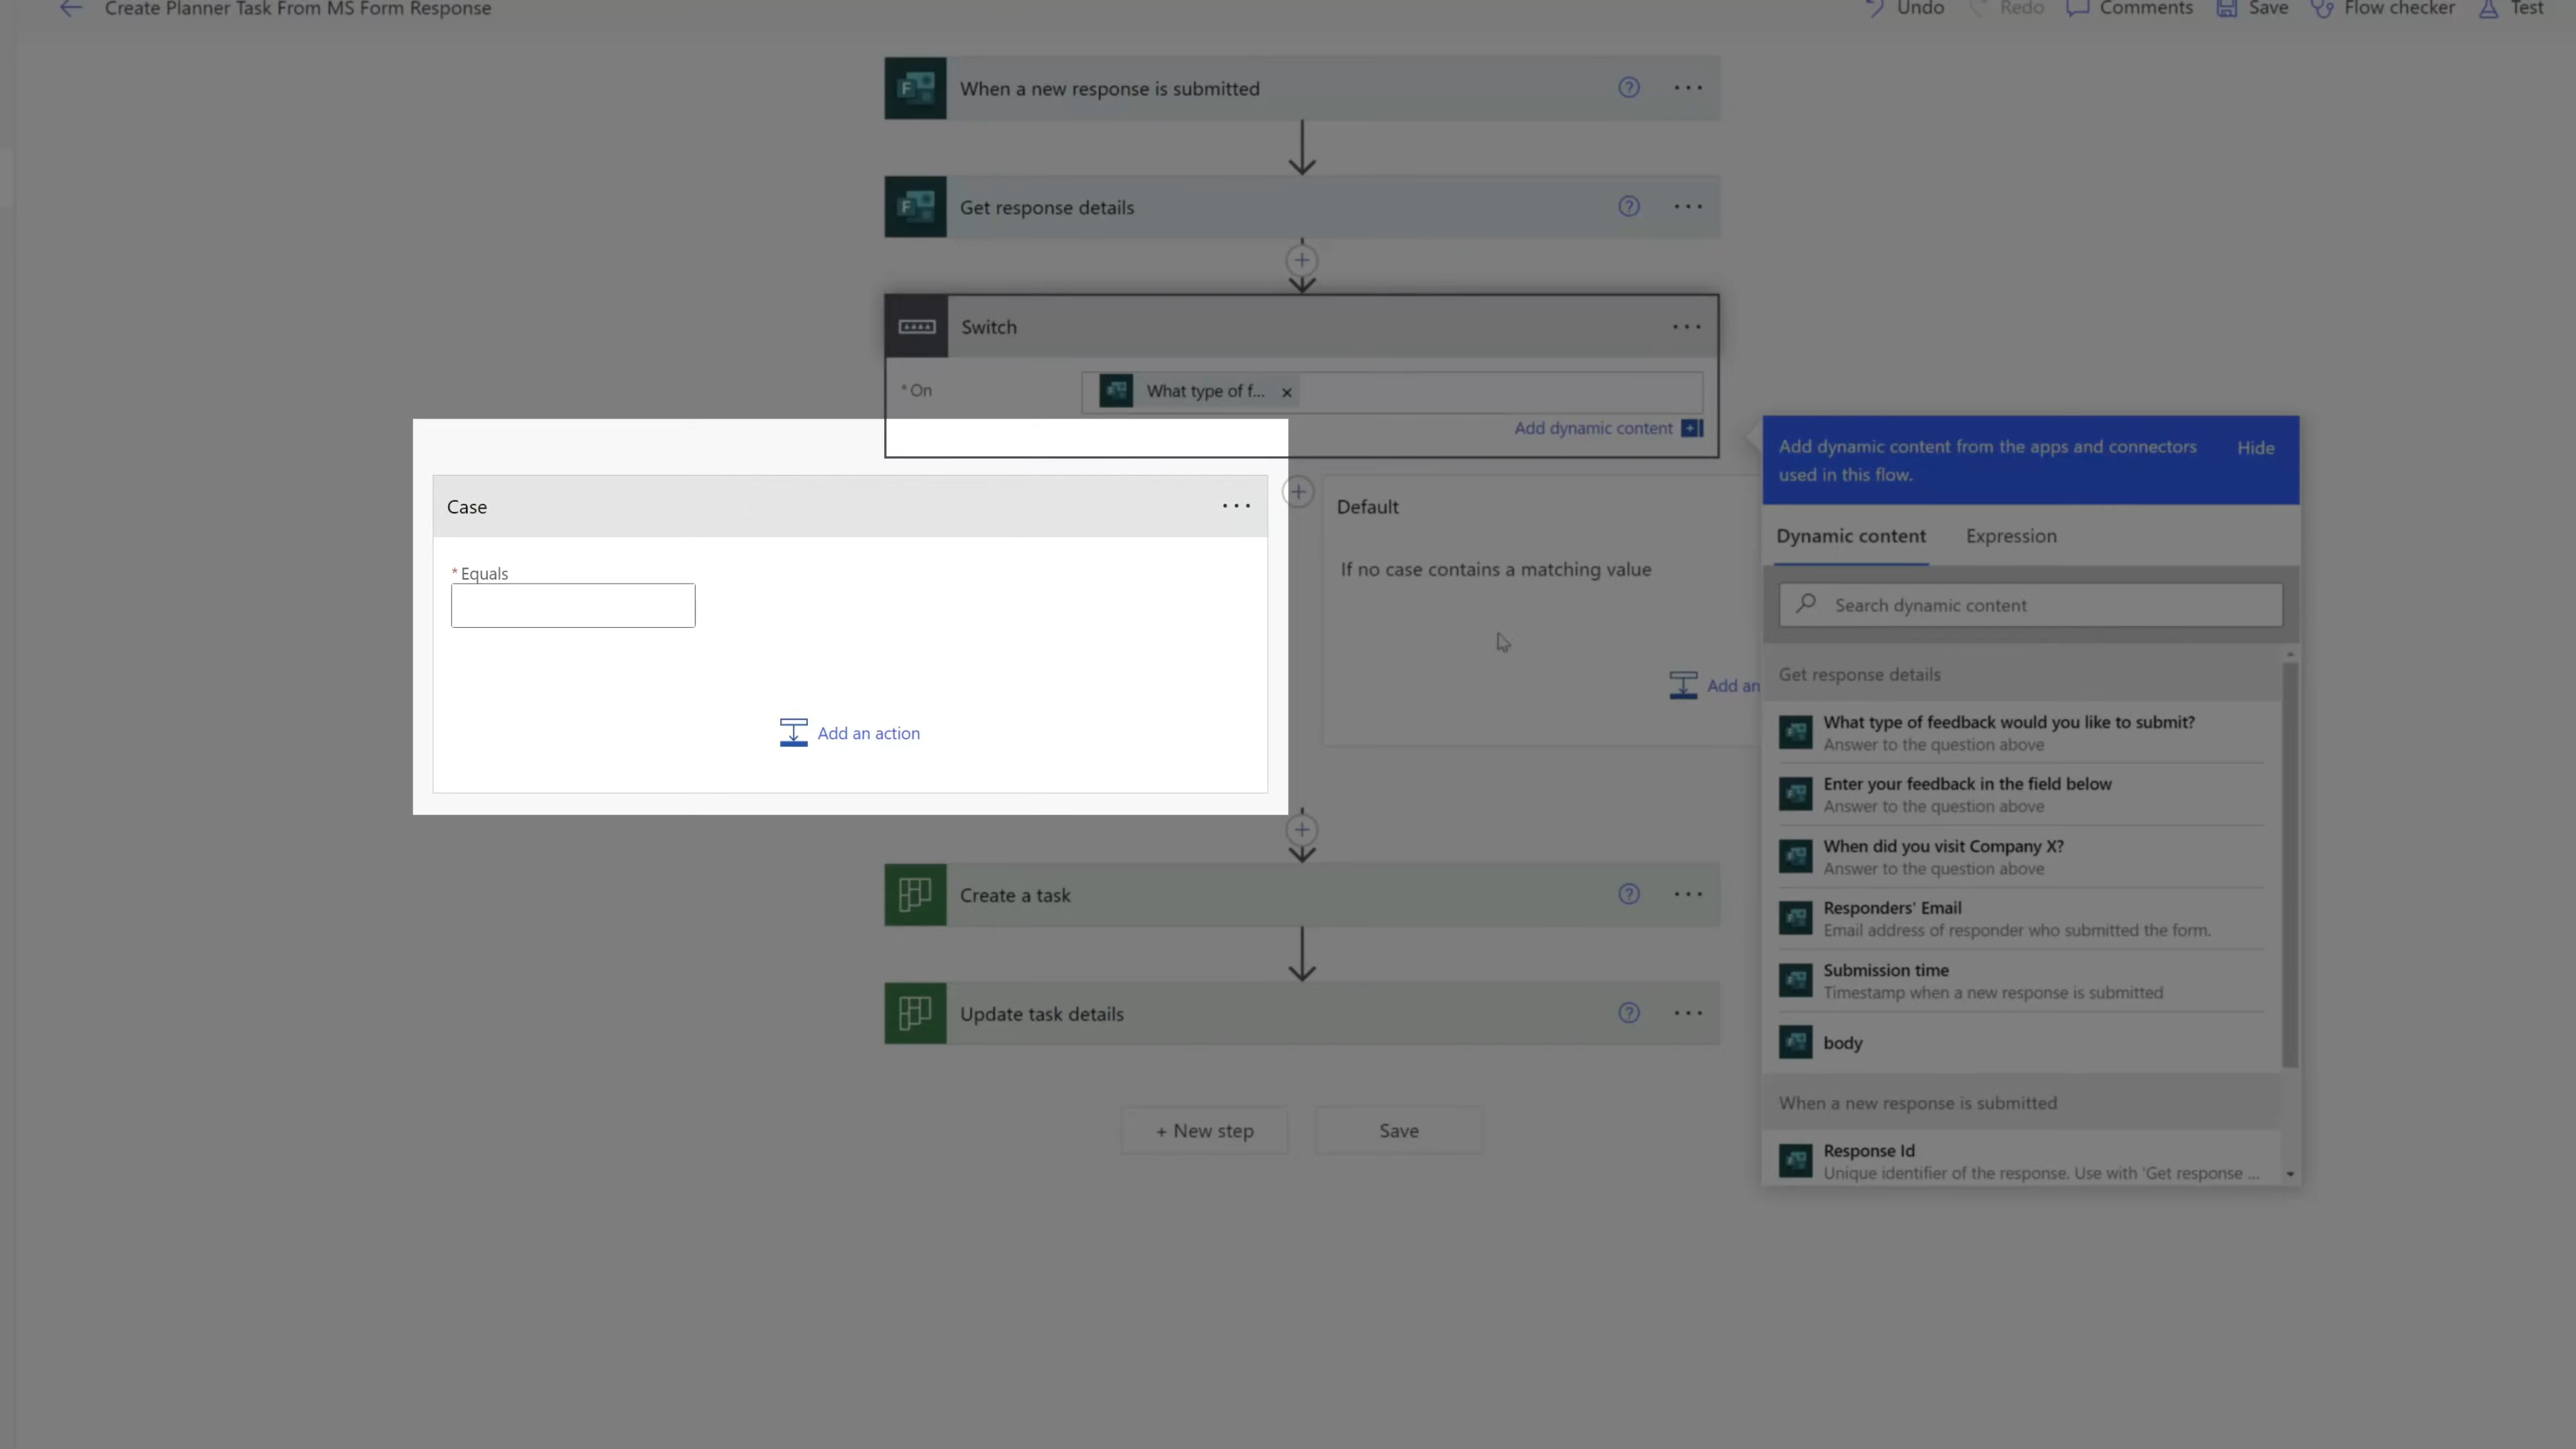 Create Planner Task From MS Form Response
Undo
Redo
Comments
Save
Flow checker
Test
When a new response is submitted
Get response details
Switch
* On
What type of f...
Add dynamic content
Case
* Equals
Add an action
Default
If no case contains a matching value
Add an
Create a task
Update task details
+ New step
Save
Add dynamic content from the apps and connectors
used in this flow.
Hide
Dynamic content
Expression
Search dynamic content
Get response details
What type of feedback would you like to submit?
Answer to the question above
Enter your feedback in the field below
Answer to the question above
When did you visit Company X?
Answer to the question above
Responders' Email
Email address of responder who submitted the form.
Submission time
Timestamp when a new response is submitted
body
When a new response is submitted
Response Id
Unique identifier of the response. Use with 'Get response ...